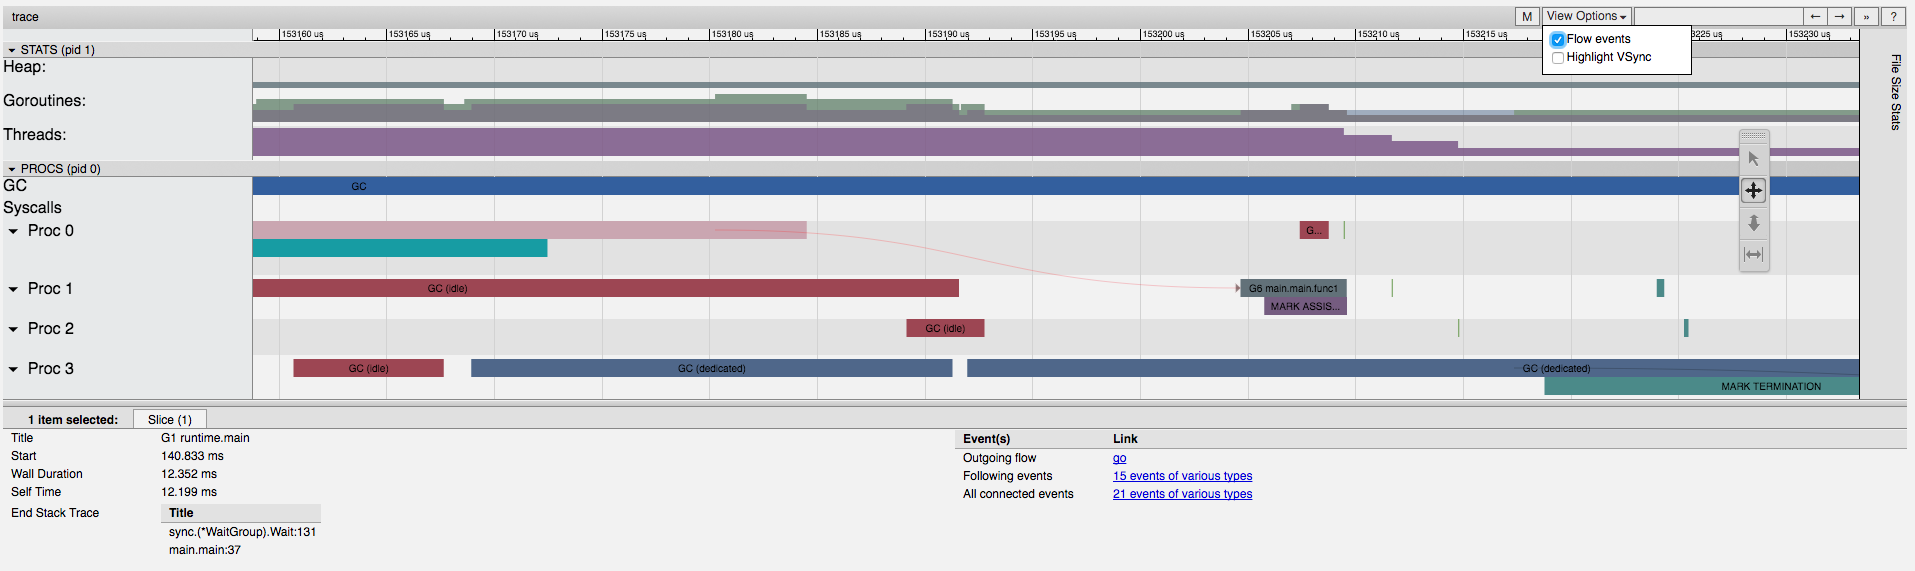 trace M View Options ← → » ?
Flow events
Highlight VSync
153160 us 153165 us 153170 us 153175 us 153180 us 153185 us 153190 us 153195 us 153200 us 153205 us 153210 us 153215 us 153230 us
STATS (pid 1)
File Size Stats
Heap:
Goroutines:
Threads:
PROCS (pid 0)
GC GC
Syscalls
Proc 0 G...
Proc 1 GC (idle) G6 main.main.func1
MARK ASSIS...
Proc 2 GC (idle)
Proc 3 GC (idle) GC (dedicated) GC (dedicated)
MARK TERMINATION
1 item selected: Slice (1)
Title G1 runtime.main
Start 140.833 ms
Wall Duration 12.352 ms
Self Time 12.199 ms
End Stack Trace Title
sync.(*WaitGroup).Wait:131
main.main:37
Event(s) Link
Outgoing flow go
Following events 15 events of various types
All connected events 21 events of various types